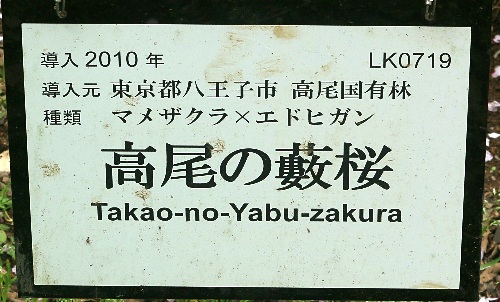 導入 2010 年 LK0719
導入元 東京都八王子市 高尾国有林
種類 マメザクラ×エドヒガン
高尾の藪桜
Takao-no-Yabu-zakura